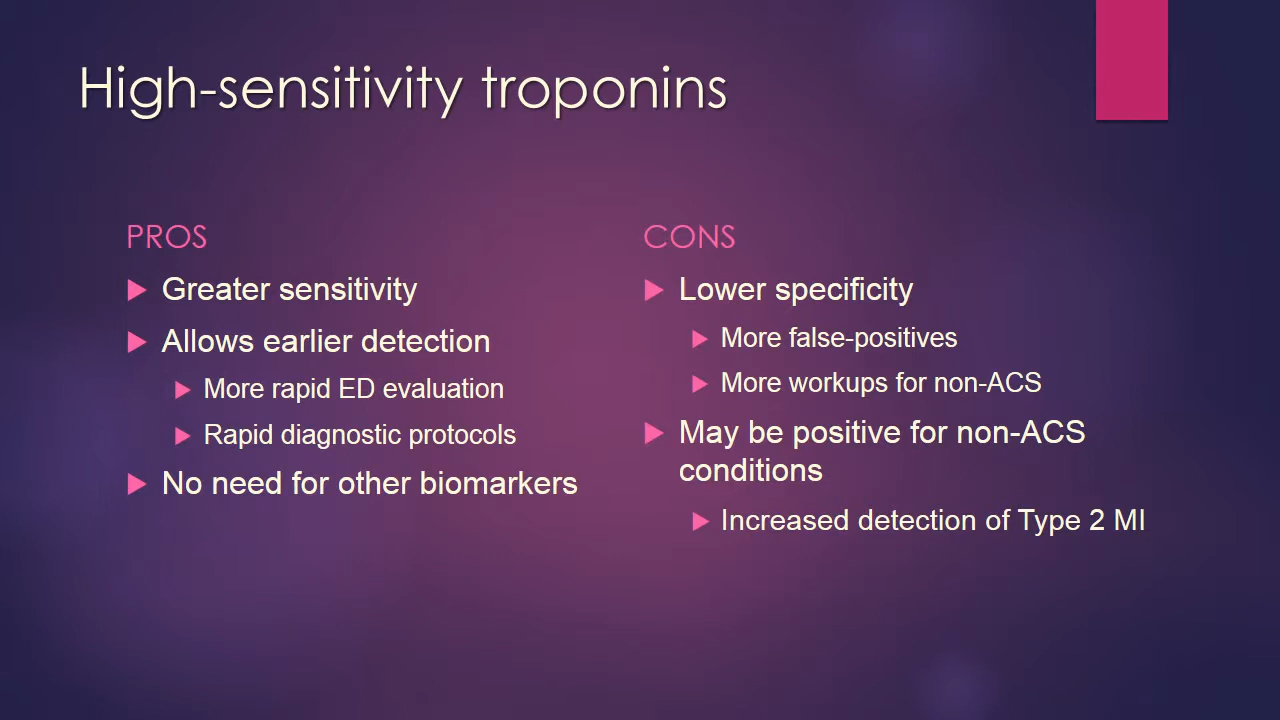 High-sensitivity troponins
PROS
Greater sensitivity
Allows earlier detection
More rapid ED evaluation
Rapid diagnostic protocols
No need for other biomarkers
CONS
Lower specificity
More false-positives
More workups for non-ACS
May be positive for non-ACS
conditions
Increased detection of Type 2 MI